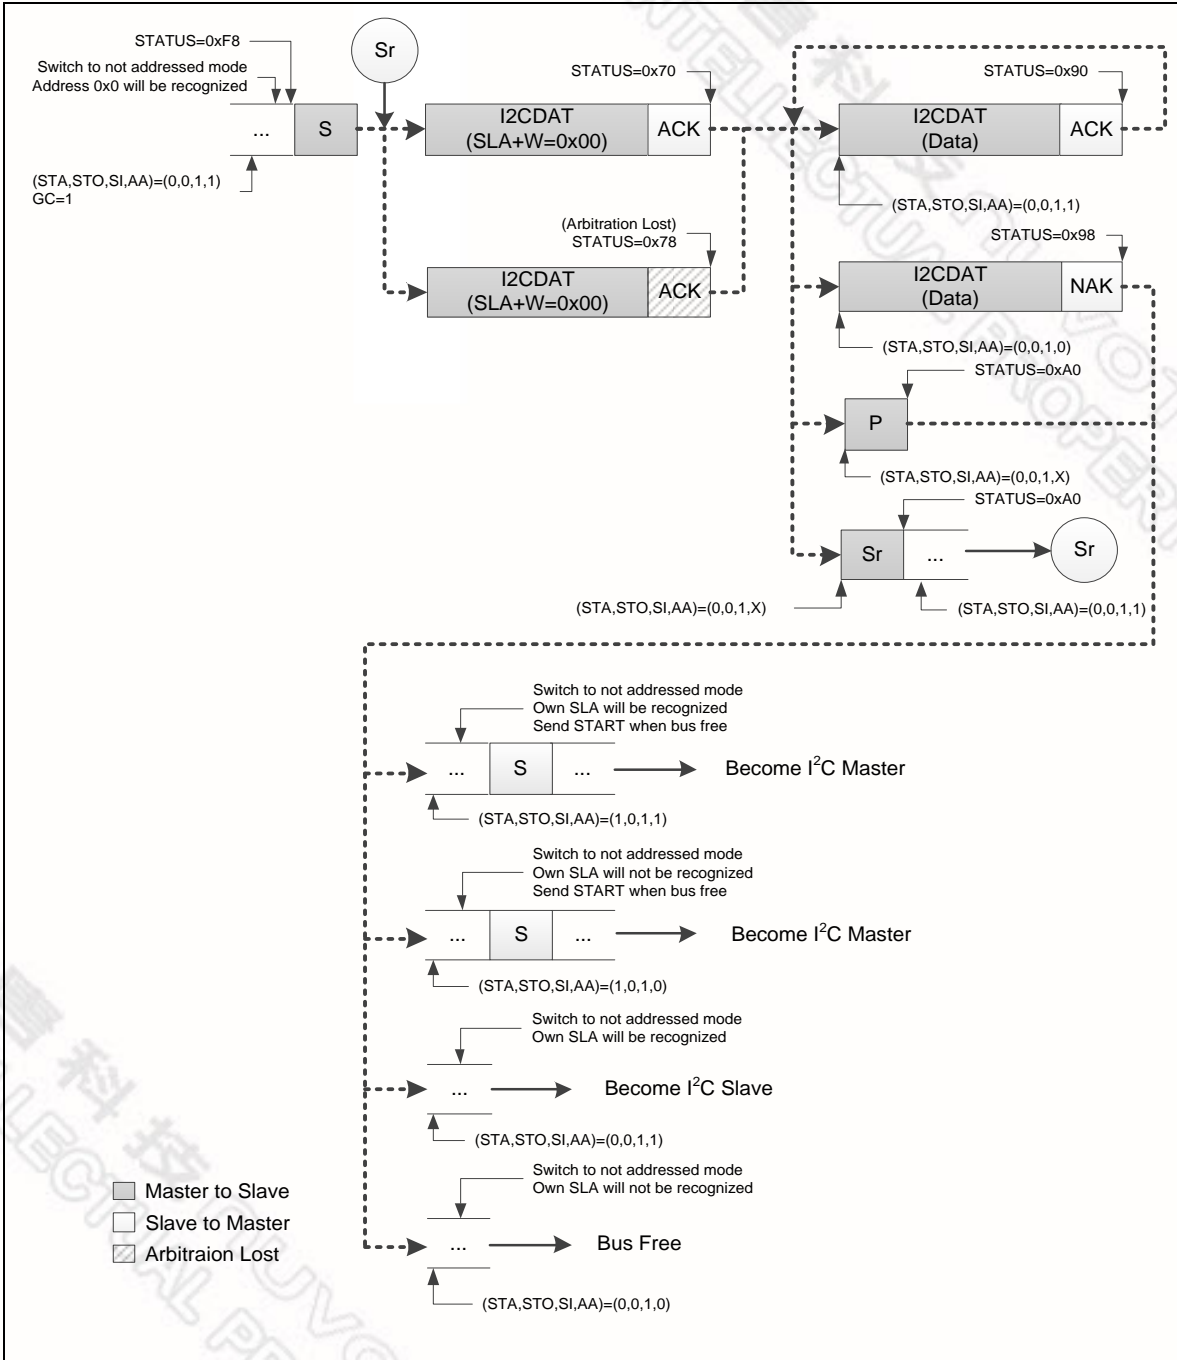 STATUS=0xF8
Switch to not addressed mode
Address 0x0 will be recognized
...
S
(STA,STO,SI,AA)=(0,0,1,1)
GC=1
Sr
STATUS=0x70
I2CDAT
(SLA+W=0x00)
ACK
(Arbitration Lost)
STATUS=0x78
I2CDAT
(SLA+W=0x00)
ACK
STATUS=0x90
I2CDAT
(Data)
ACK
(STA,STO,SI,AA)=(0,0,1,1)
STATUS=0x98
I2CDAT
(Data)
NAK
(STA,STO,SI,AA)=(0,0,1,0)
STATUS=0xA0
P
(STA,STO,SI,AA)=(0,0,1,X)
STATUS=0xA0
Sr
...
Sr
(STA,STO,SI,AA)=(0,0,1,X)
(STA,STO,SI,AA)=(0,0,1,1)
Switch to not addressed mode
Own SLA will be recognized
Send START when bus free
...
S
...
Become I²C Master
(STA,STO,SI,AA)=(1,0,1,1)
Switch to not addressed mode
Own SLA will not be recognized
Send START when bus free
...
S
...
Become I²C Master
(STA,STO,SI,AA)=(1,0,1,0)
Switch to not addressed mode
Own SLA will be recognized
...
Become I²C Slave
(STA,STO,SI,AA)=(0,0,1,1)
Switch to not addressed mode
Own SLA will not be recognized
...
Bus Free
(STA,STO,SI,AA)=(0,0,1,0)
Master to Slave
Slave to Master
Arbitraion Lost